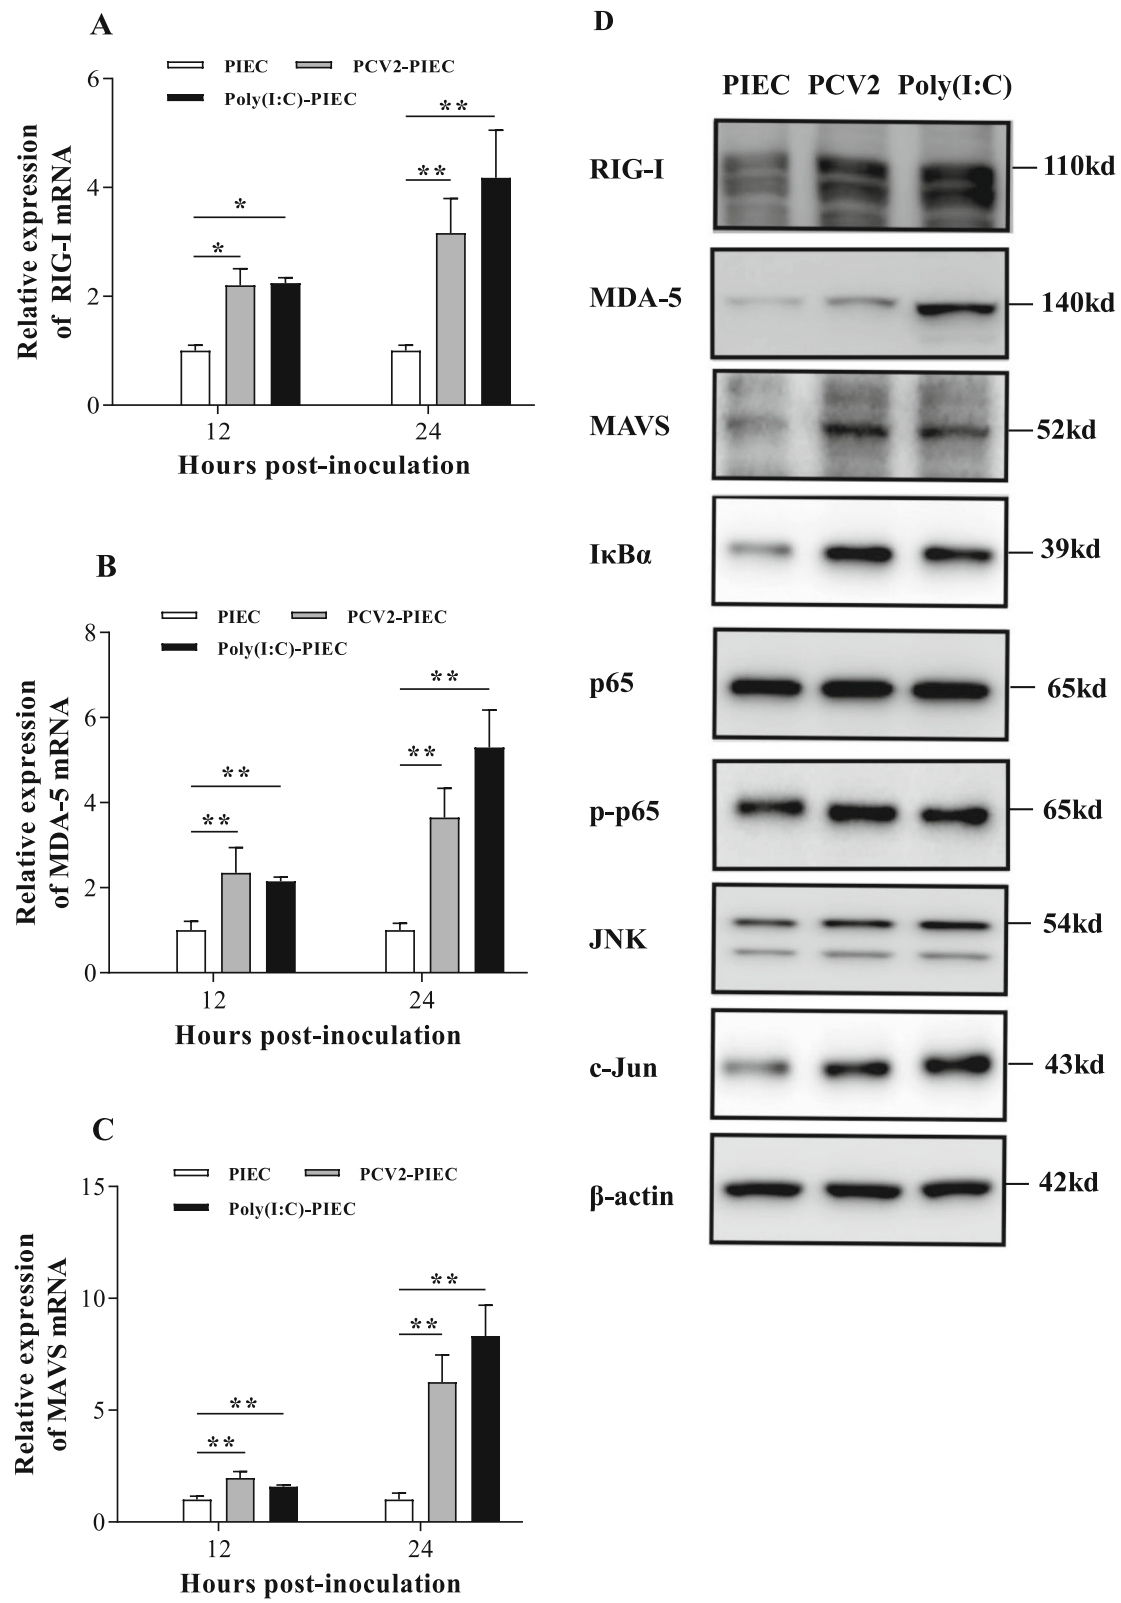 A
PIEC
PCV2-PIEC
Poly(I:C)-PIEC
Relative expression
of RIG-I mRNA
6
4
2
0
*
*
**
**
12
24
Hours post-inoculation
B
PIEC
PCV2-PIEC
Poly(I:C)-PIEC
Relative expression
of MDA-5 mRNA
8
6
4
2
0
**
**
**
**
12
24
Hours post-inoculation
C
PIEC
PCV2-PIEC
Poly(I:C)-PIEC
Relative expression
of MAVS mRNA
15
10
5
0
**
**
**
**
12
24
Hours post-inoculation
D
PIEC PCV2 Poly(I:C)
RIG-I 110kd
MDA-5 140kd
MAVS 52kd
IκBα 39kd
p65 65kd
p-p65 65kd
JNK 54kd
c-Jun 43kd
β-actin 42kd